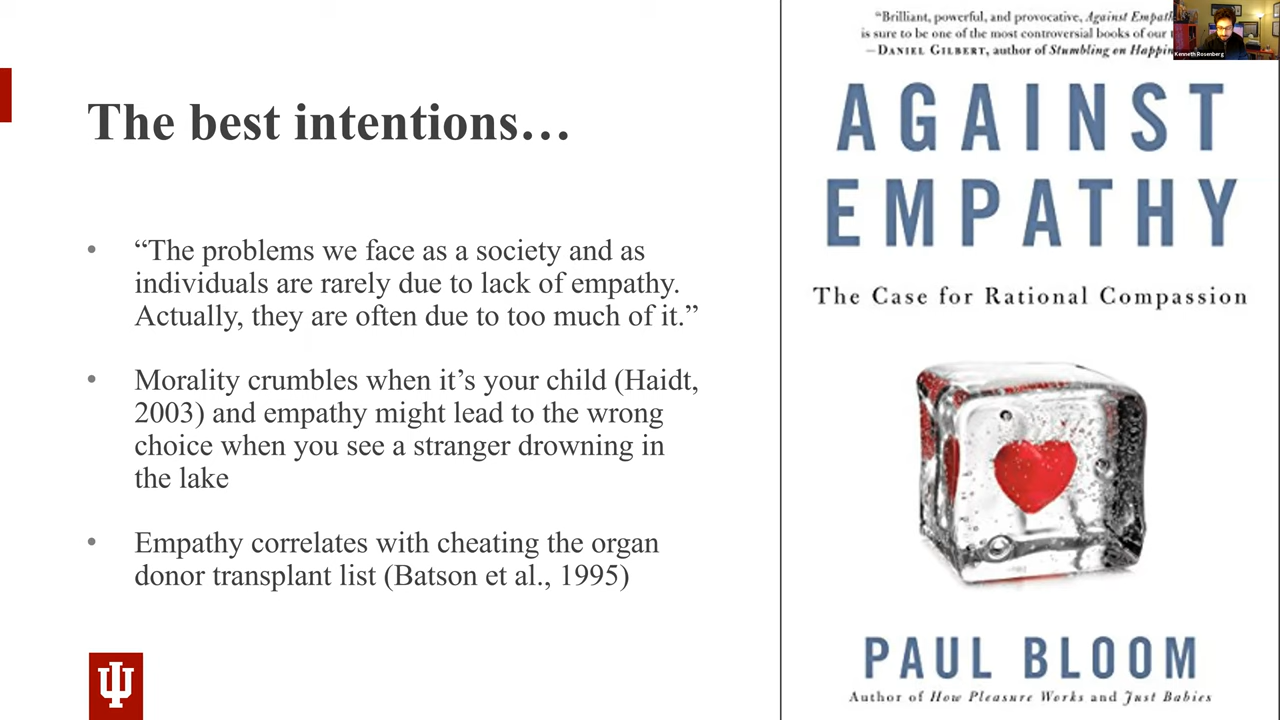 The best intentions…
• “The problems we face as a society and as
individuals are rarely due to lack of empathy.
Actually, they are often due to too much of it.”
• Morality crumbles when it’s your child (Haidt,
2003) and empathy might lead to the wrong
choice when you see a stranger drowning in
the lake
• Empathy correlates with cheating the organ
donor transplant list (Batson et al., 1995)
“Brilliant, powerful, and provocative, Against
is sure to be one of the most controversial books of our
—DANIEL GILBERT, author of Stumbling on
Kenneth Rosenberg
AGAINST
EMPATHY
The Case for Rational Compassion
PAUL BLOOM
Author of How Pleasure Works and Just Babies